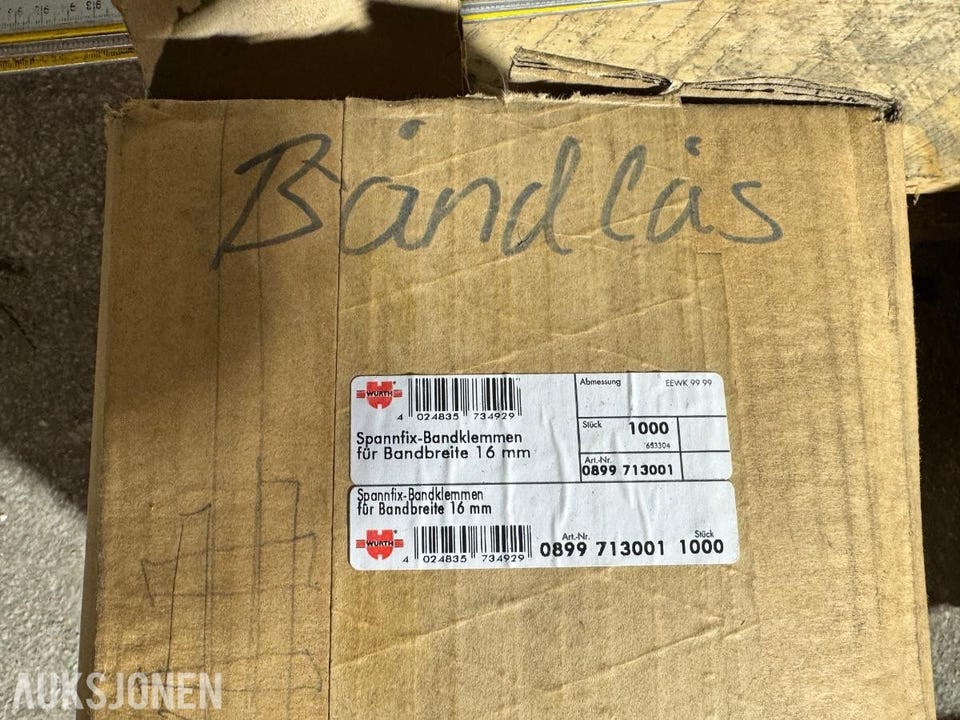 Båndlås
WÜRTH
4 024835 734929
Spannfix-Bandklemmen
für Bandbreite 16 mm
Abmessung EEWK 99 99
Stück 1000
*653304
Art.-Nr.
0899 713001
Spannfix-Bandklemmen
für Bandbreite 16 mm
WÜRTH
4 024835 734929
Art.-Nr. Stück
0899 713001 1000
AUKSJONEN